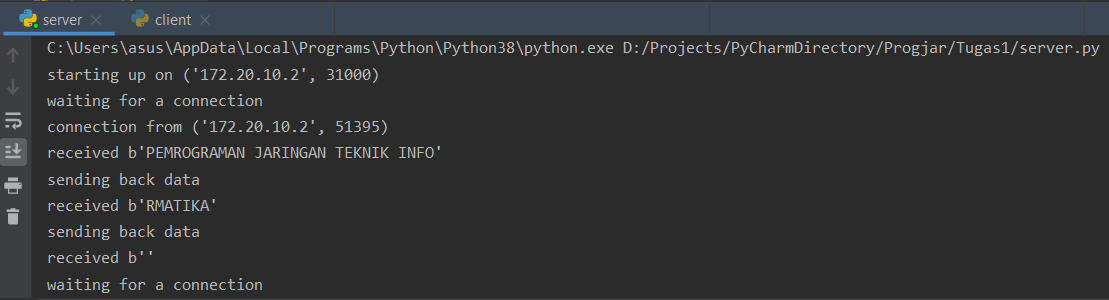 server client
C:\Users\asus\AppData\Local\Programs\Python\Python38\python.exe D:/Projects/PyCharmDirectory/Progjar/Tugas1/server.py
starting up on ('172.20.10.2', 31000)
waiting for a connection
connection from ('172.20.10.2', 51395)
received b'PEMROGRAMAN JARINGAN TEKNIK INFO'
sending back data
received b'RMATIKA'
sending back data
received b''
waiting for a connection